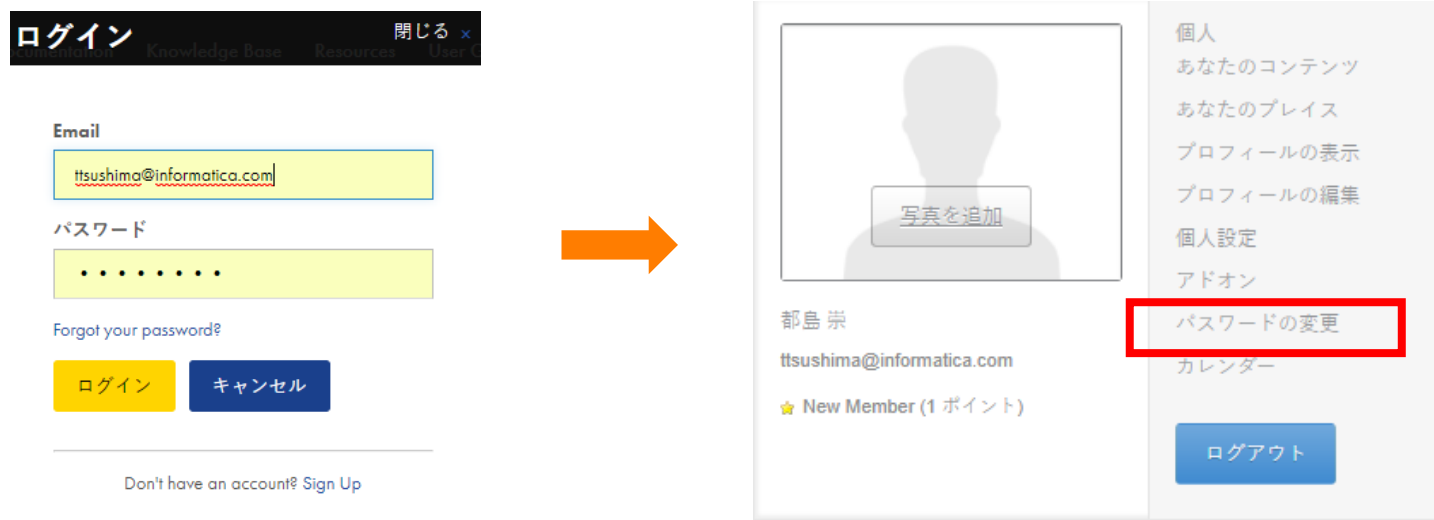 ログイン
閉じる ×
ocumentation Knowledge Base Resources User G
Email
ttsushima@informatica.com
パスワード
••••••••
Forgot your password?
ログイン
キャンセル
Don't have an account? Sign Up
写真を追加
都島 崇
ttsushima@informatica.com
New Member (1 ポイント)
個人
あなたのコンテンツ
あなたのプレイス
プロフィールの表示
プロフィールの編集
個人設定
アドオン
パスワードの変更
カレンダー
ログアウト